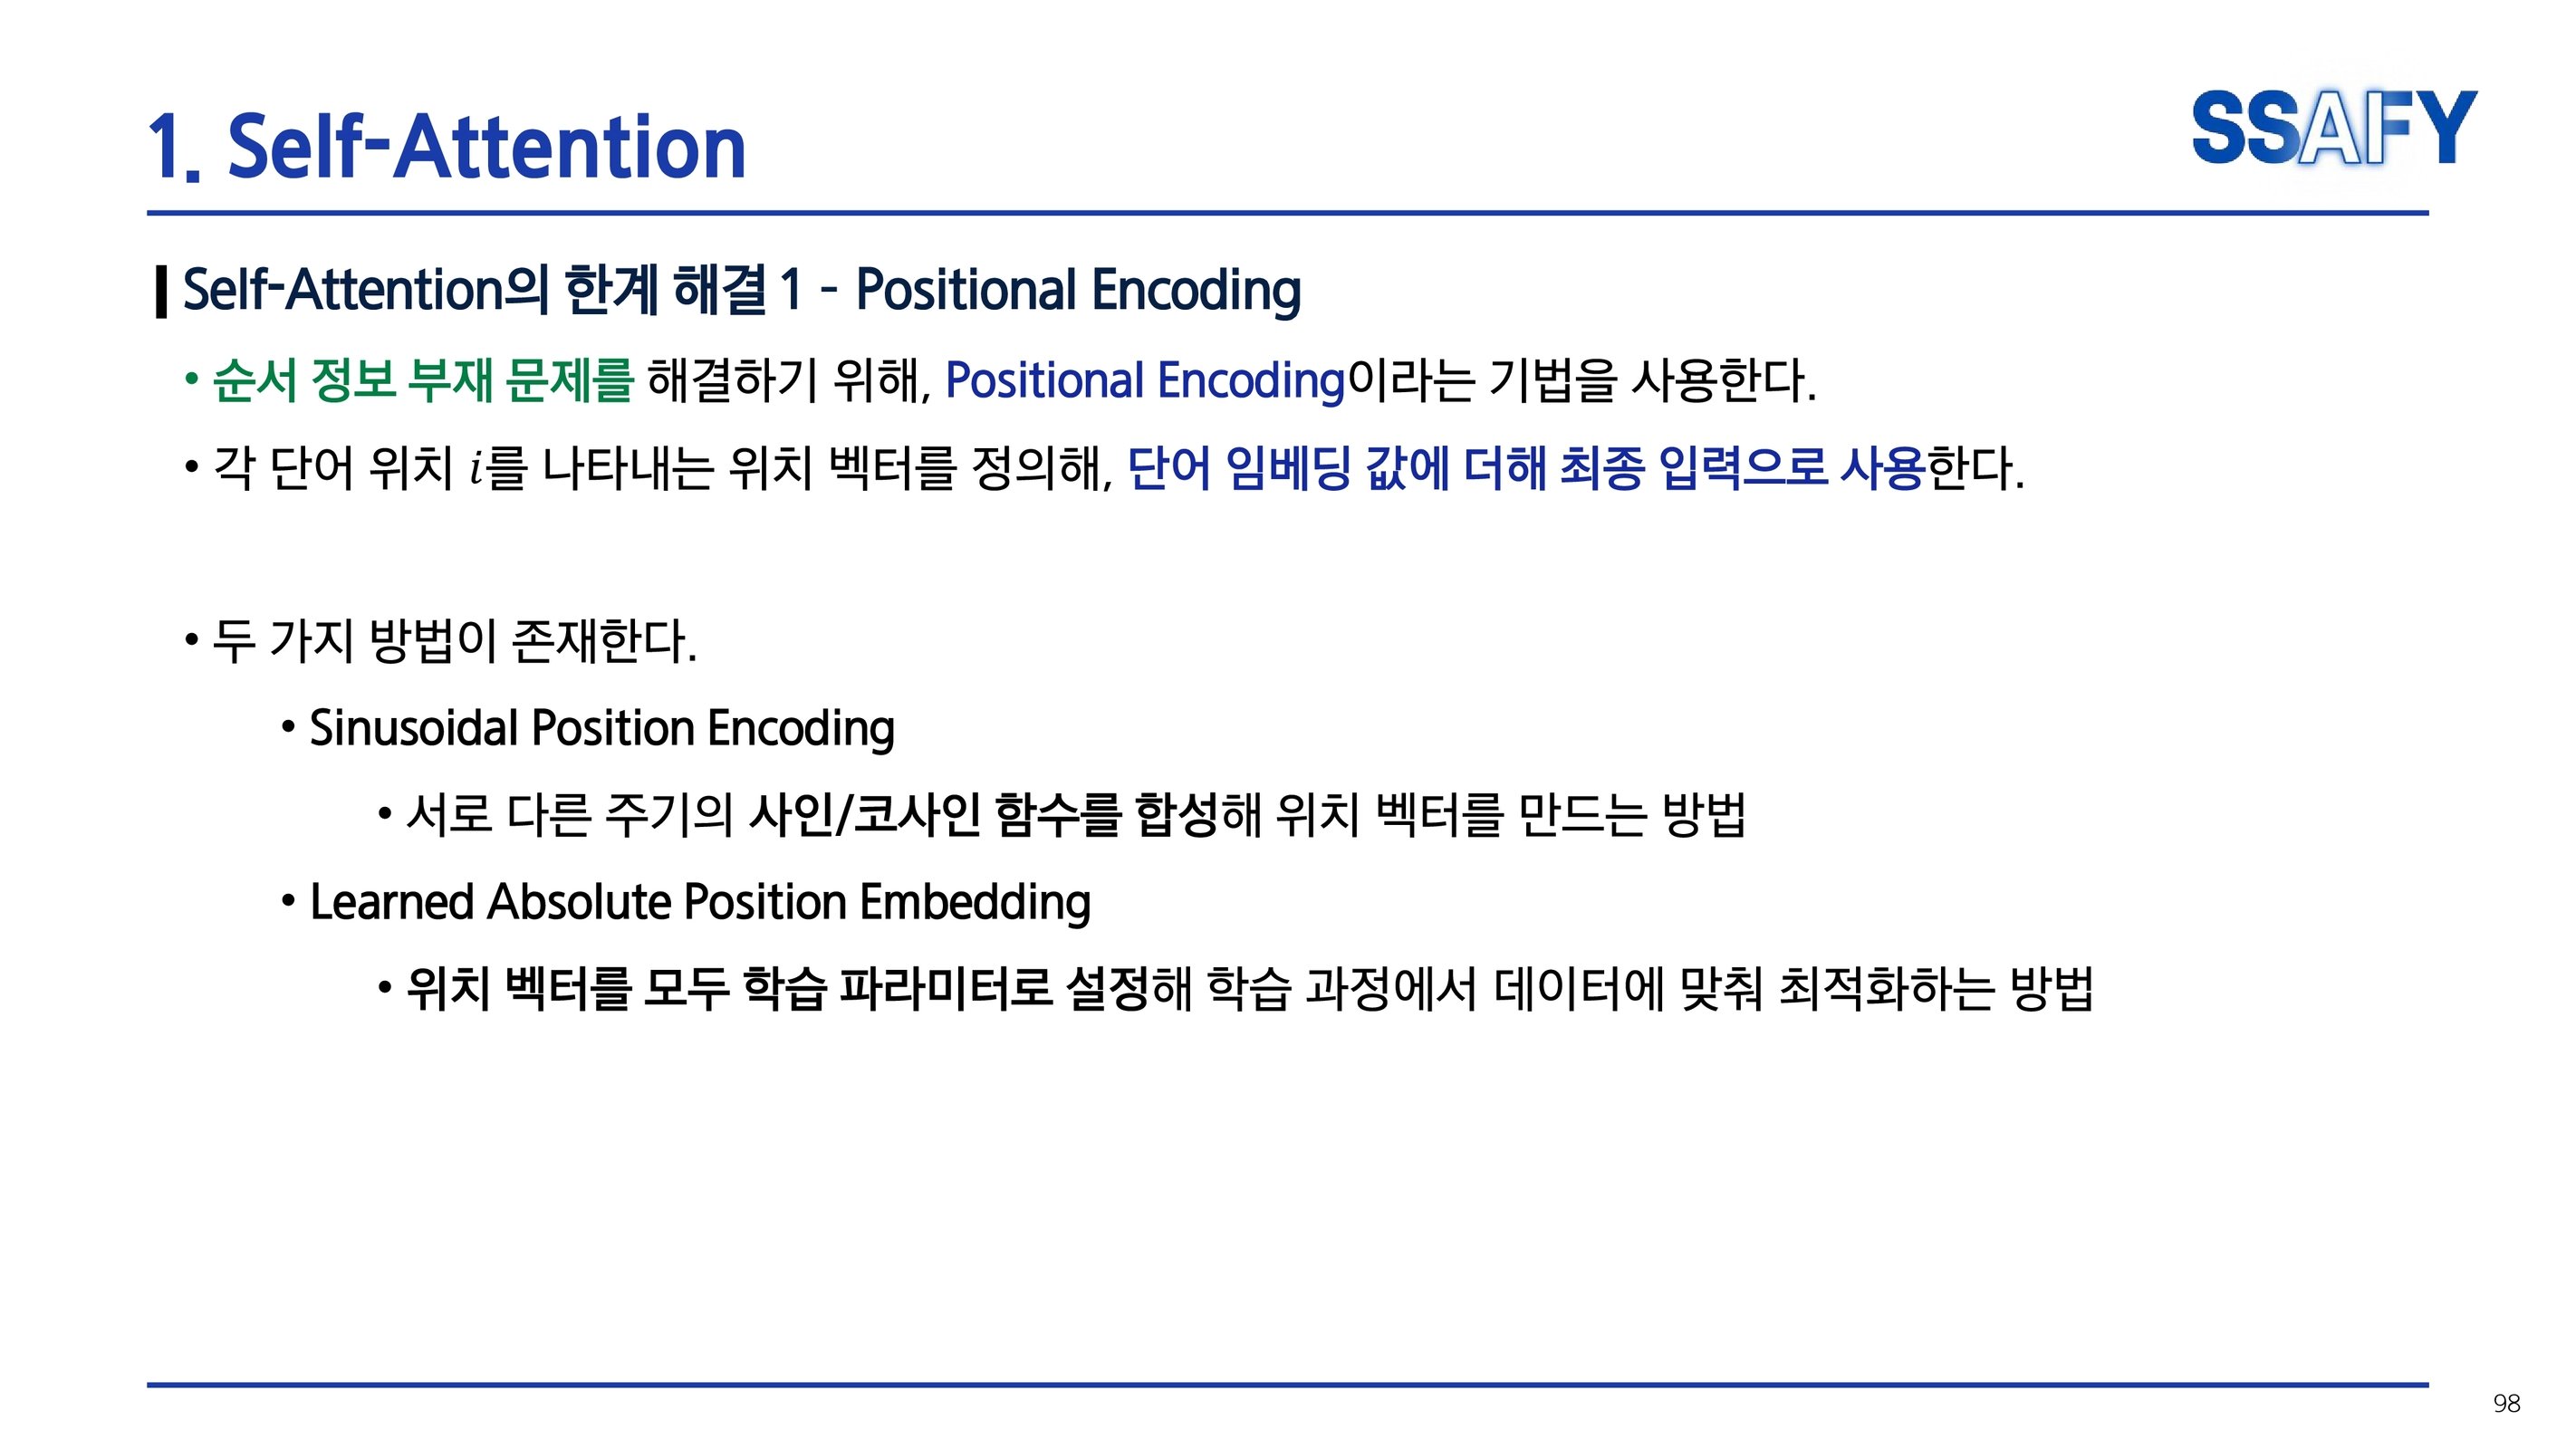 1. Self-Attention
SSAFY
Self-Attention의 한계 해결 1 - Positional Encoding
• 순서 정보 부재 문제를 해결하기 위해, Positional Encoding이라는 기법을 사용한다.
• 각 단어 위치 i를 나타내는 위치 벡터를 정의해, 단어 임베딩 값에 더해 최종 입력으로 사용한다.
• 두 가지 방법이 존재한다.
• Sinusoidal Position Encoding
• 서로 다른 주기의 사인/코사인 함수를 합성해 위치 벡터를 만드는 방법
• Learned Absolute Position Embedding
• 위치 벡터를 모두 학습 파라미터로 설정해 학습 과정에서 데이터에 맞춰 최적화하는 방법
98